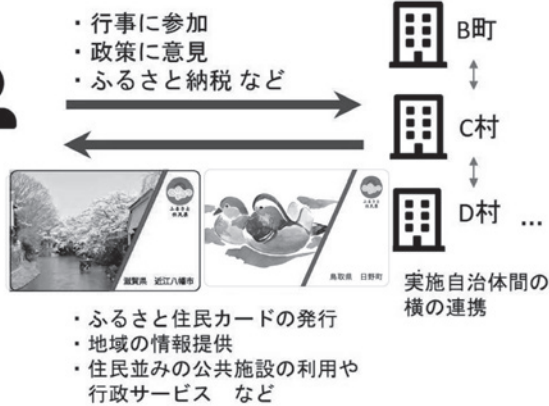 ・行事に参加
・政策に意見
・ふるさと納税 など
B町
C村
D村 …
滋賀県 近江八幡市
鳥取県 日野町
実施自治体間の
横の連携
・ふるさと住民カードの発行
・地域の情報提供
・住民並みの公共施設の利用や
行政サービス など